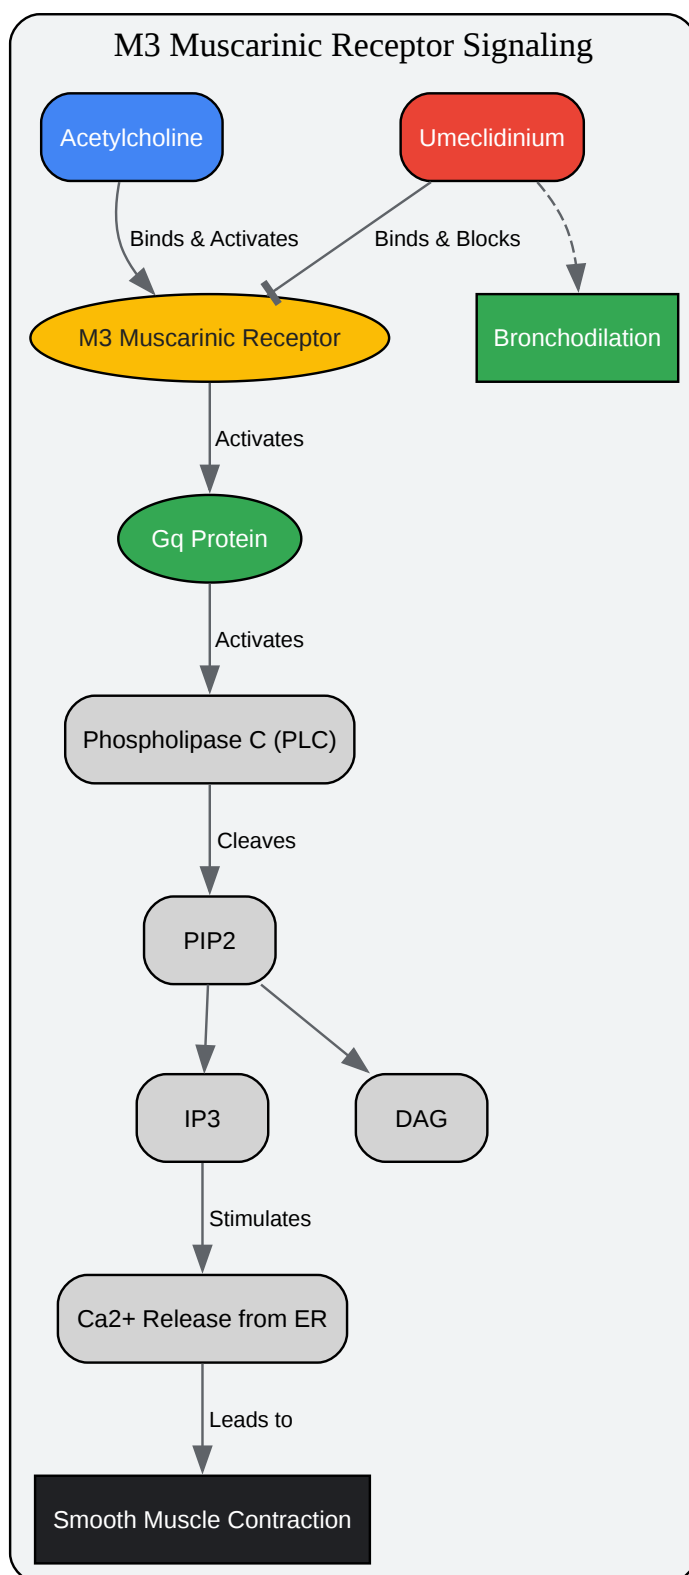 M3 Muscarinic Receptor Signaling
Acetylcholine
Umeclidinium
Binds & Activates
Binds & Blocks
M3 Muscarinic Receptor
Bronchodilation
Activates
Gq Protein
Activates
Phospholipase C (PLC)
Cleaves
PIP2
IP3
DAG
Stimulates
Ca2+ Release from ER
Leads to
Smooth Muscle Contraction